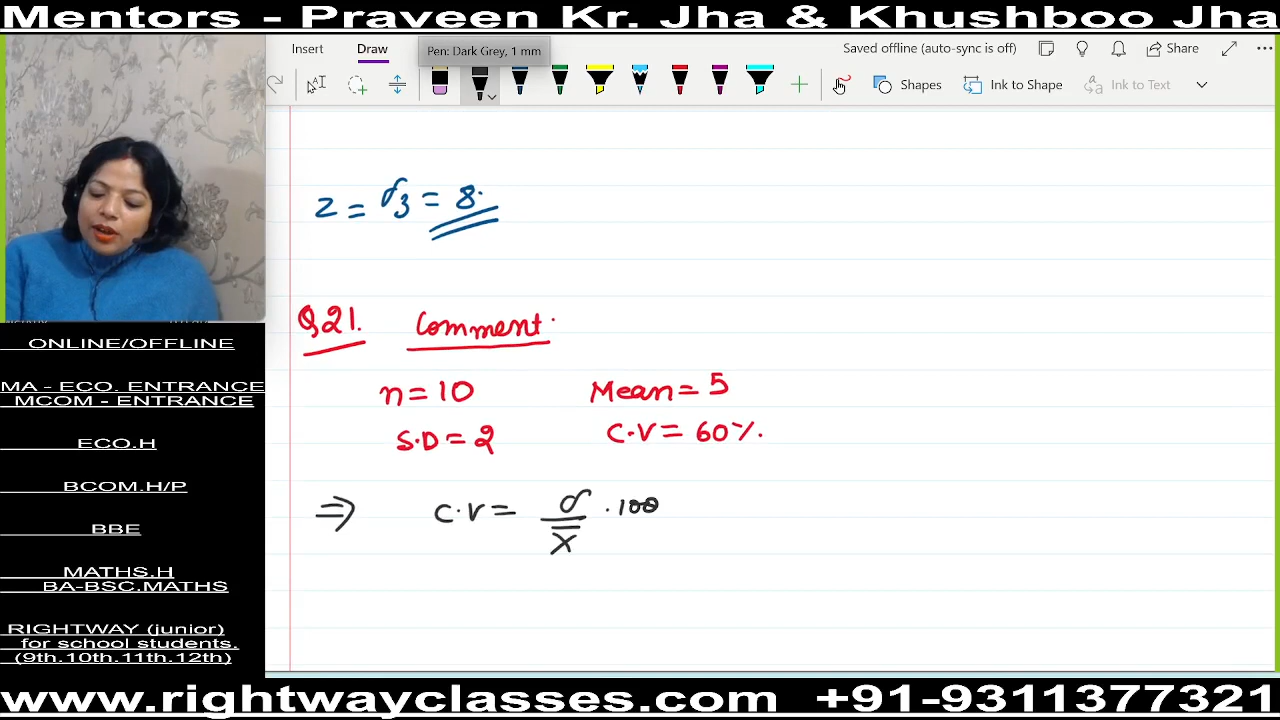 Mentors - Praveen Kr. Jha & Khushboo Jha
Insert Draw Pen: Dark Grey, 1 mm Saved offline (auto-sync is off) Share
Shapes Ink to Shape Ink to Text
z = σ3 = 8.
Q21. Comment.
n = 10 Mean = 5
S.D = 2 C.V = 60%.
⇒ C.V = σ/X̄ . 100
ONLINE/OFFLINE
MA - ECO. ENTRANCE
MCOM - ENTRANCE
ECO.H
BCOM.H/P
BBE
MATHS.H
BA-BSC.MATHS
RIGHTWAY (junior)
for school students.
(9th.10th.11th.12th)
www.rightwayclasses.com +91-9311377321